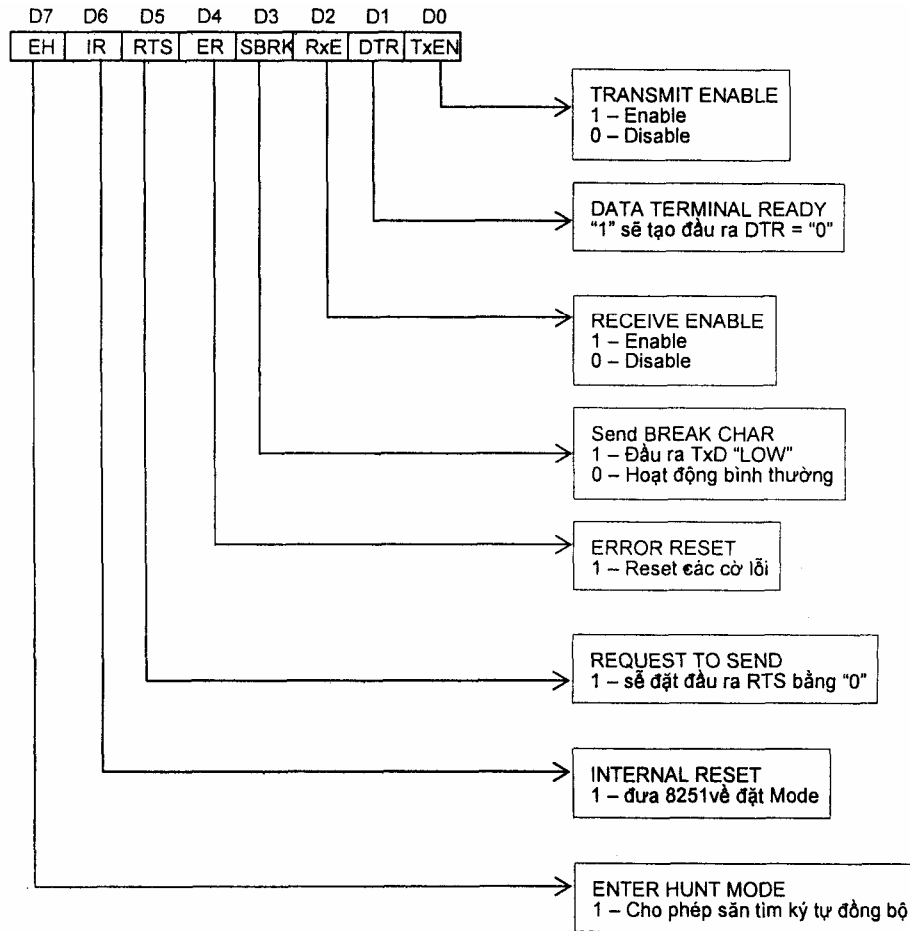 D7 D6 D5 D4 D3 D2 D1 D0
EH IR RTS ER SBRK RxE DTR TxEN
TRANSMIT ENABLE
1 – Enable
0 – Disable
DATA TERMINAL READY
“1” sẽ tạo đầu ra DTR = “0”
RECEIVE ENABLE
1 – Enable
0 – Disable
Send BREAK CHAR
1 – Đầu ra TxD “LOW”
0 – Hoạt động bình thường
ERROR RESET
1 – Reset các cờ lỗi
REQUEST TO SEND
1 – sẽ đặt đầu ra RTS bằng “0”
INTERNAL RESET
1 – đưa 8251về đặt Mode
ENTER HUNT MODE
1 – Cho phép săn tìm ký tự đồng bộ